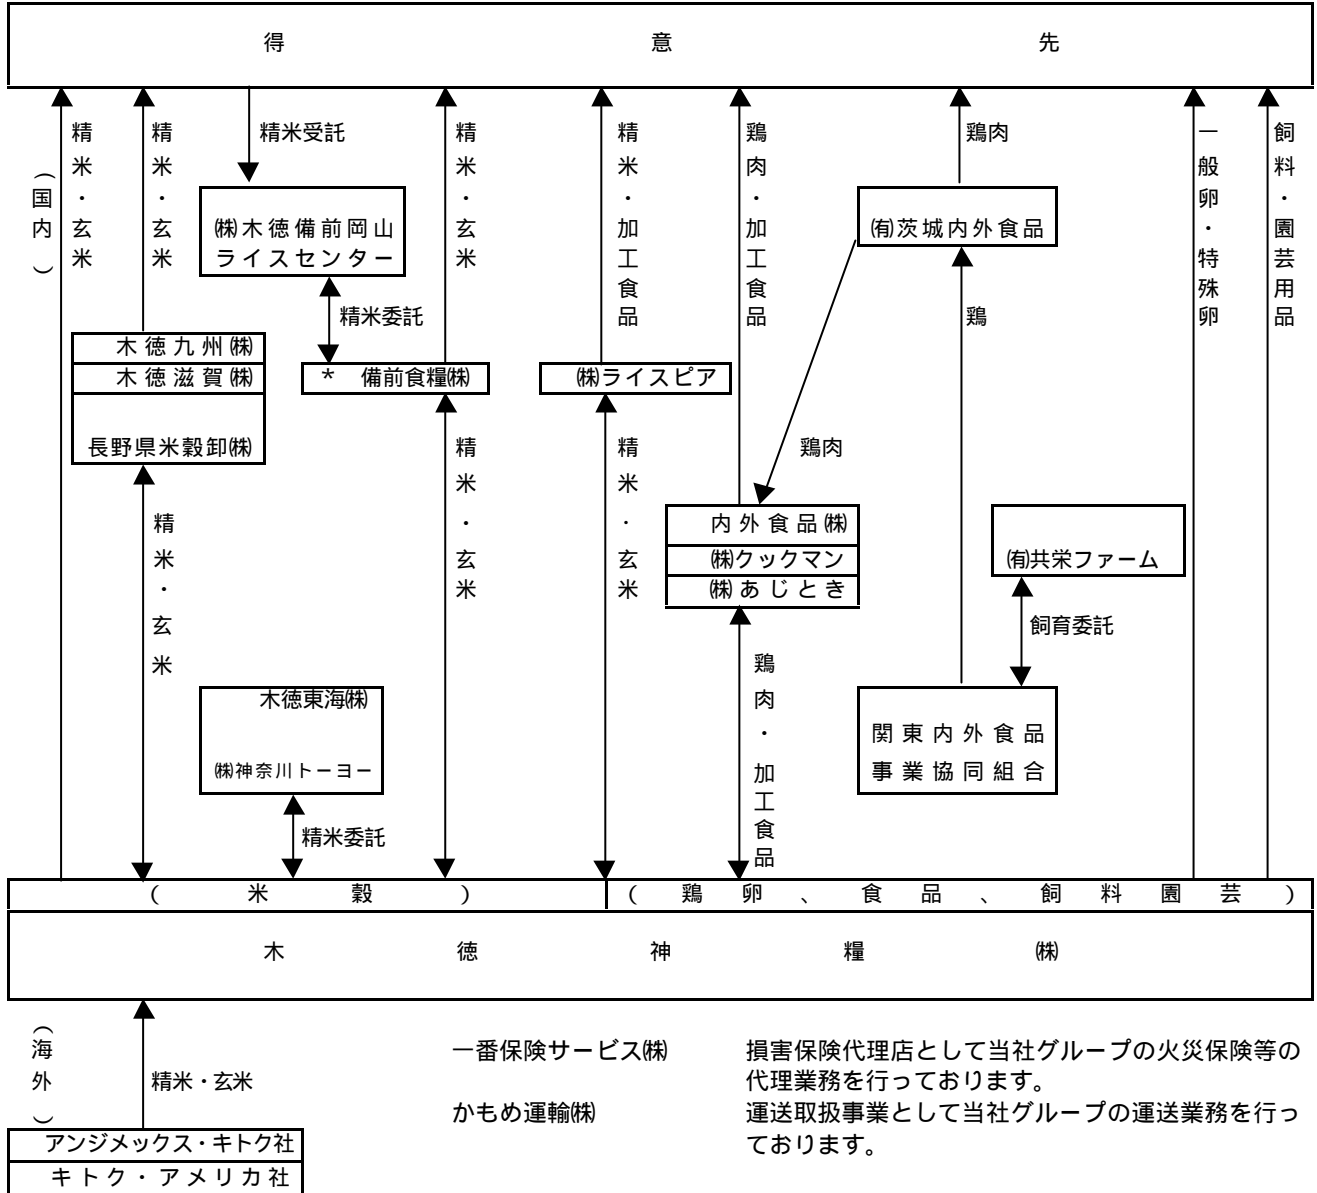 得意先
(国内)
精米・玄米
精米・玄米
精米受託
精米・玄米
精米・加工食品
鶏肉・加工食品
鶏肉
一般卵・特殊卵
飼料・園芸用品
㈱木徳備前岡山
ライスセンター
㈲茨城内外食品
精米委託
鶏
木徳九州㈱
木徳滋賀㈱
長野県米穀卸㈱
* 備前食糧㈱
㈱ライスピア
鶏肉
精米・玄米
精米・玄米
精米・玄米
内外食品㈱
㈱クックマン
㈱あじとき
㈲共栄ファーム
飼育委託
鶏肉・加工食品
木徳東海㈱
㈱神奈川トーヨー
関東内外食品
事業協同組合
精米委託
(米穀)
(鶏卵、食品、飼料園芸)
木徳神糧㈱
(海外)
精米・玄米
一番保険サービス㈱
損害保険代理店として当社グループの火災保険等の
代理業務を行っております。
かもめ運輸㈱
運送取扱事業として当社グループの運送業務を行っ
ております。
アンジメックス・キトク社
キトク・アメリカ社